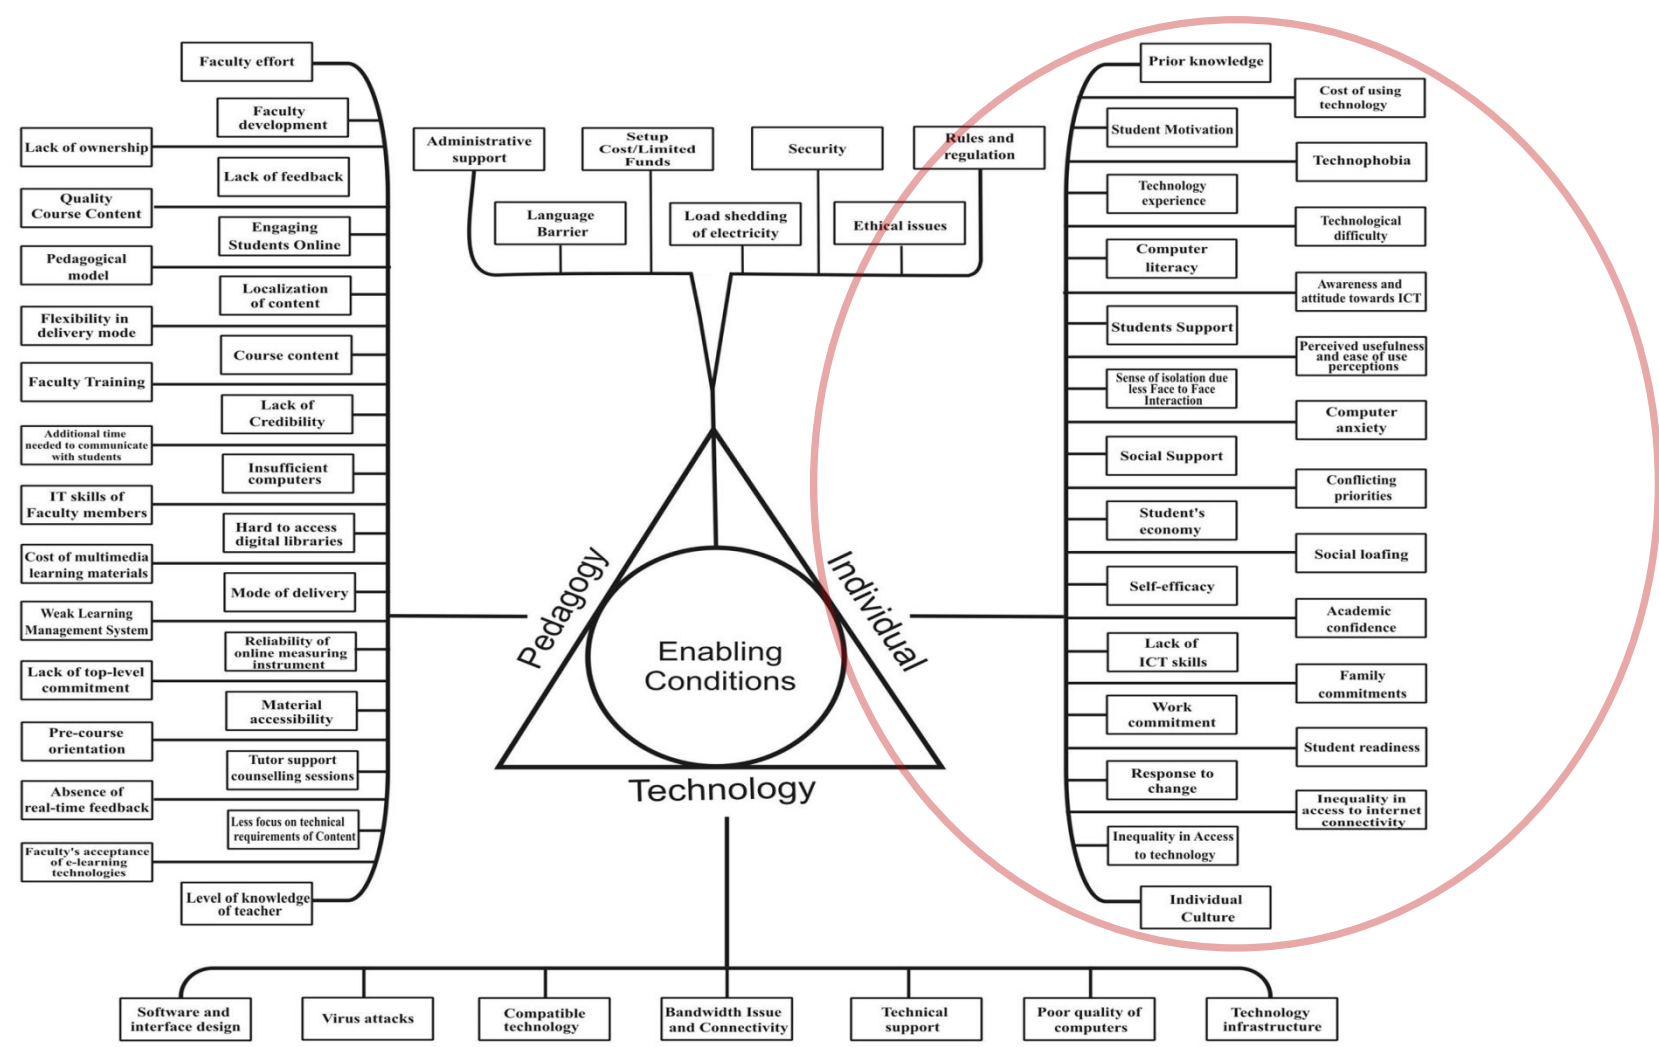 Faculty effort
Faculty
development
Lack of ownership
Lack of feedback
Quality
Course Content
Engaging
Students Online
Pedagogical
model
Localization
of content
Flexibility in
delivery mode
Course content
Faculty Training
Lack of
Credibility
Additional time
needed to communicate
with students
Insufficient
computers
IT skills of
Faculty members
Hard to access
digital libraries
Cost of multimedia
learning materials
Mode of delivery
Weak Learning
Management System
Reliability of
online measuring
instrument
Lack of top-level
commitment
Material
accessibility
Pre-course
orientation
Tutor support
counselling sessions
Absence of
real-time feedback
Less focus on technical
requirements of Content
Faculty's acceptance
of e-learning
technologies
Level of knowledge
of teacher
Administrative
support
Setup
Cost/Limited
Funds
Security
Rules and
regulation
Language
Barrier
Load shedding
of electricity
Ethical issues
Pedagogy
Individual
Enabling
Conditions
Technology
Prior knowledge
Cost of using
technology
Student Motivation
Technophobia
Technology
experience
Technological
difficulty
Computer
literacy
Awareness and
attitude towards ICT
Students Support
Perceived usefulness
and ease of use
perceptions
Sense of isolation due
less Face to Face
Interaction
Computer
anxiety
Social Support
Conflicting
priorities
Student's
economy
Social loafing
Self-efficacy
Academic
confidence
Lack of
ICT skills
Family
commitments
Work
commitment
Student readiness
Response to
change
Inequality in
access to internet
connectivity
Inequality in Access
to technology
Individual
Culture
Software and
interface design
Virus attacks
Compatible
technology
Bandwidth Issue
and Connectivity
Technical
support
Poor quality of
computers
Technology
infrastructure